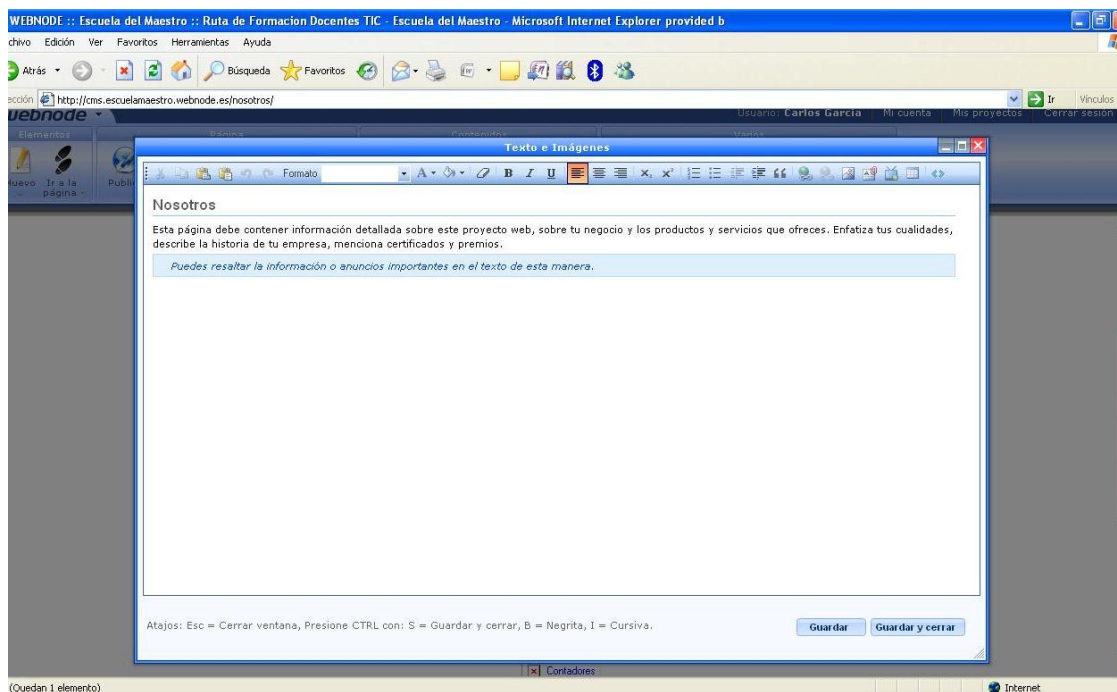 WEBNODE :: Escuela del Maestro :: Ruta de Formacion Docentes TIC - Escuela del Maestro - Microsoft Internet Explorer provided b
chivo Edición Ver Favoritos Herramientas Ayuda
Atrás Búsqueda Favoritos
ección http://cms.escuelamaestro.webnode.es/nosotros/ Ir Vínculos
webnode Usuario: Carlos Garcia Mi cuenta Mis proyectos Cerrar sesión
Elementos Página Contenidos Varios
Texto e Imágenes
Nuevo Ir a la página Publi
Formato A B I U
Nosotros
Esta página debe contener información detallada sobre este proyecto web, sobre tu negocio y los productos y servicios que ofreces. Enfatiza tus cualidades,
describe la historia de tu empresa, menciona certificados y premios.
Puedes resaltar la información o anuncios importantes en el texto de esta manera.
Atajos: Esc = Cerrar ventana, Presione CTRL con: S = Guardar y cerrar, B = Negrita, I = Cursiva.
Guardar Guardar y cerrar
Contadores
(Quedan 1 elemento) Internet